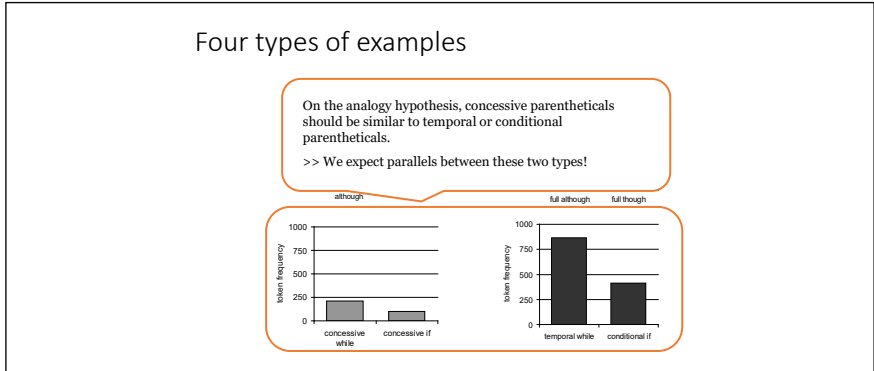 Four types of examples
On the analogy hypothesis, concessive parentheticals
should be similar to temporal or conditional
parentheticals.
>> We expect parallels between these two types!
although
full although
full though
1000
750
500
250
0
token frequency
concessive
while
concessive if
1000
750
500
250
0
token frequency
temporal while
conditional if